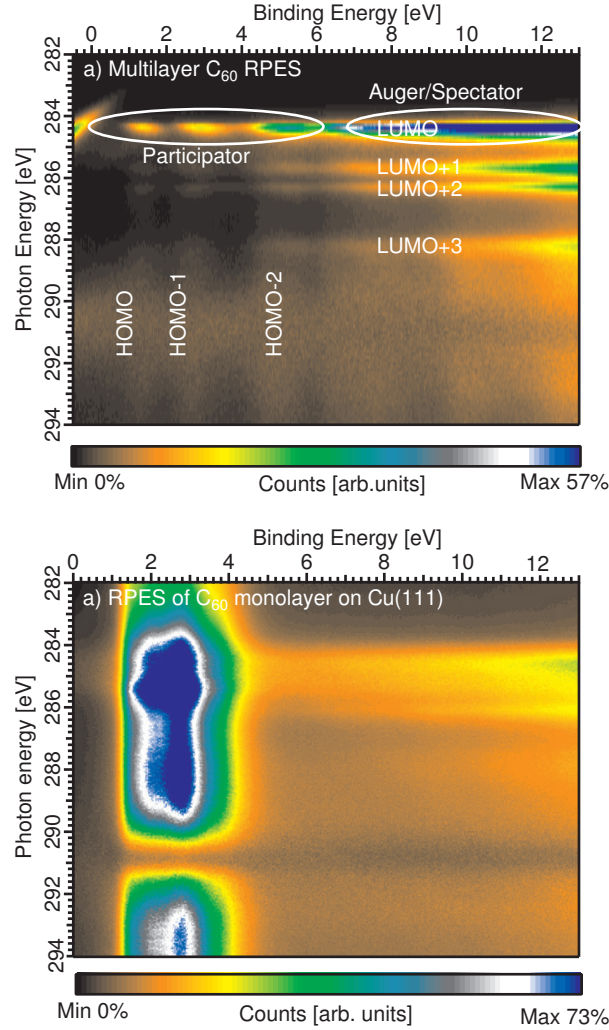 Binding Energy [eV]
0 2 4 6 8 10 12
a) Multilayer C₆₀ RPES
Auger/Spectator
LUMO
Participator
LUMO+1
LUMO+2
LUMO+3
HOMO
HOMO-1
HOMO-2
Photon Energy [eV]
282
284
286
288
290
292
294
Min 0% Counts [arb.units] Max 57%
Binding Energy [eV]
0 2 4 6 8 10 12
a) RPES of C₆₀ monolayer on Cu(111)
Photon energy [eV]
282
284
286
288
290
292
294
Min 0% Counts [arb. units] Max 73%